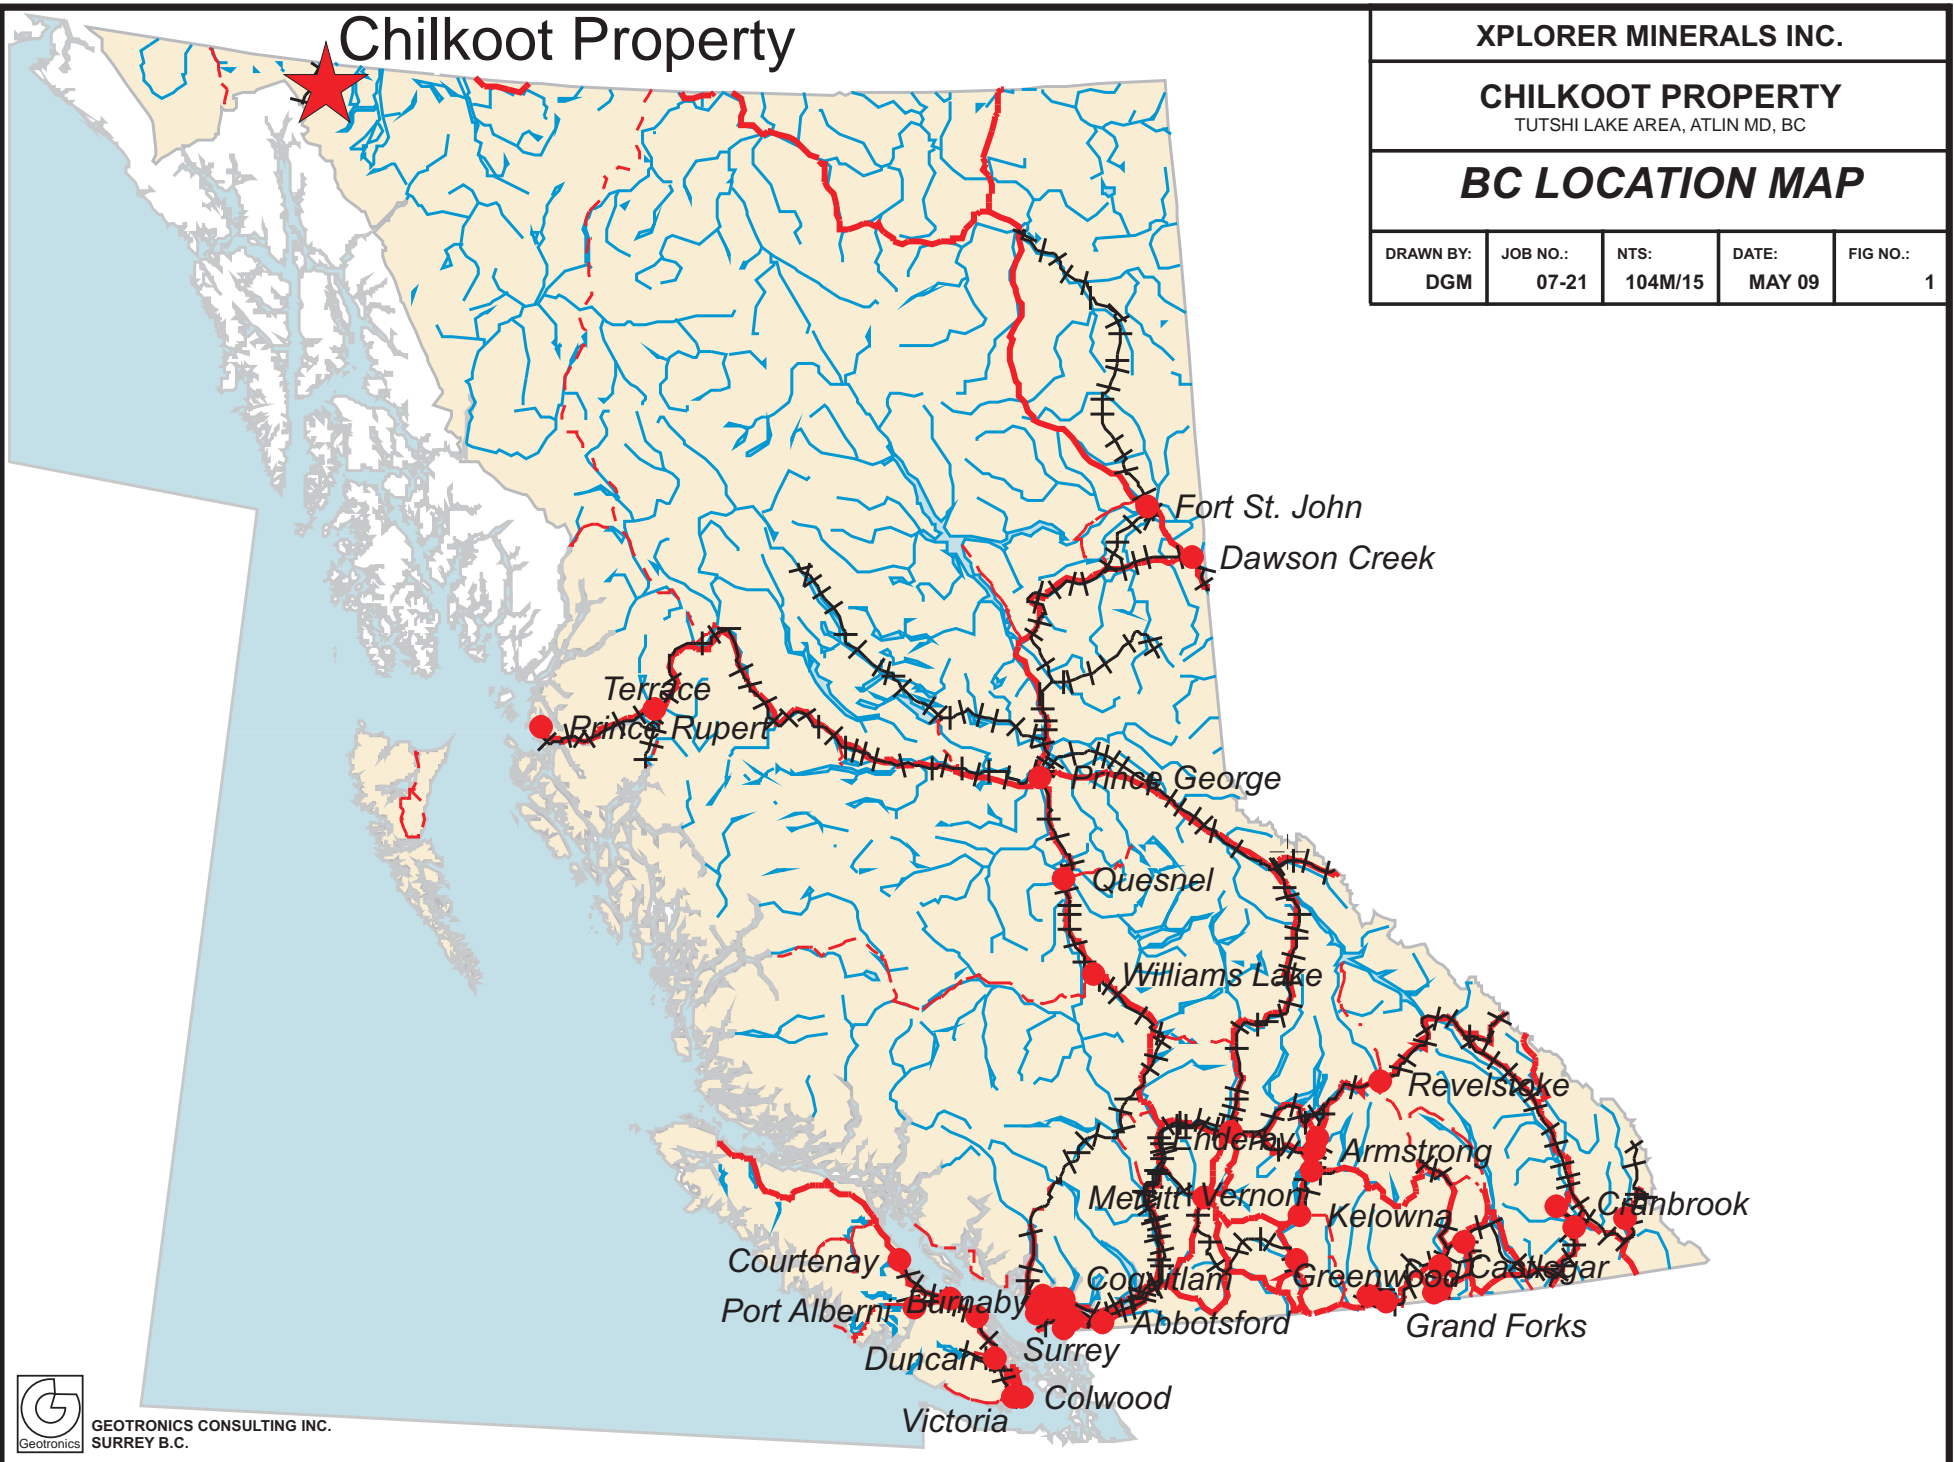 Chilkoot Property
XPLORER MINERALS INC.
CHILKOOT PROPERTY
TUTSHI LAKE AREA, ATLIN MD, BC
BC LOCATION MAP
DRAWN BY: JOB NO.: NTS: DATE: FIG NO.:
DGM 07-21 104M/15 MAY 09 1
Fort St. John
Dawson Creek
Terrace
Prince Rupert
Prince George
Quesnel
Williams Lake
Revelstoke
Enderby
Armstrong
Merritt
Vernon
Cranbrook
Kelowna
Courtenay
Coquitlam
Greenwood
Castlegar
Port Alberni
Burnaby
Abbotsford
Grand Forks
Surrey
Duncan
Colwood
Victoria
Geotronics
GEOTRONICS CONSULTING INC.
SURREY B.C.